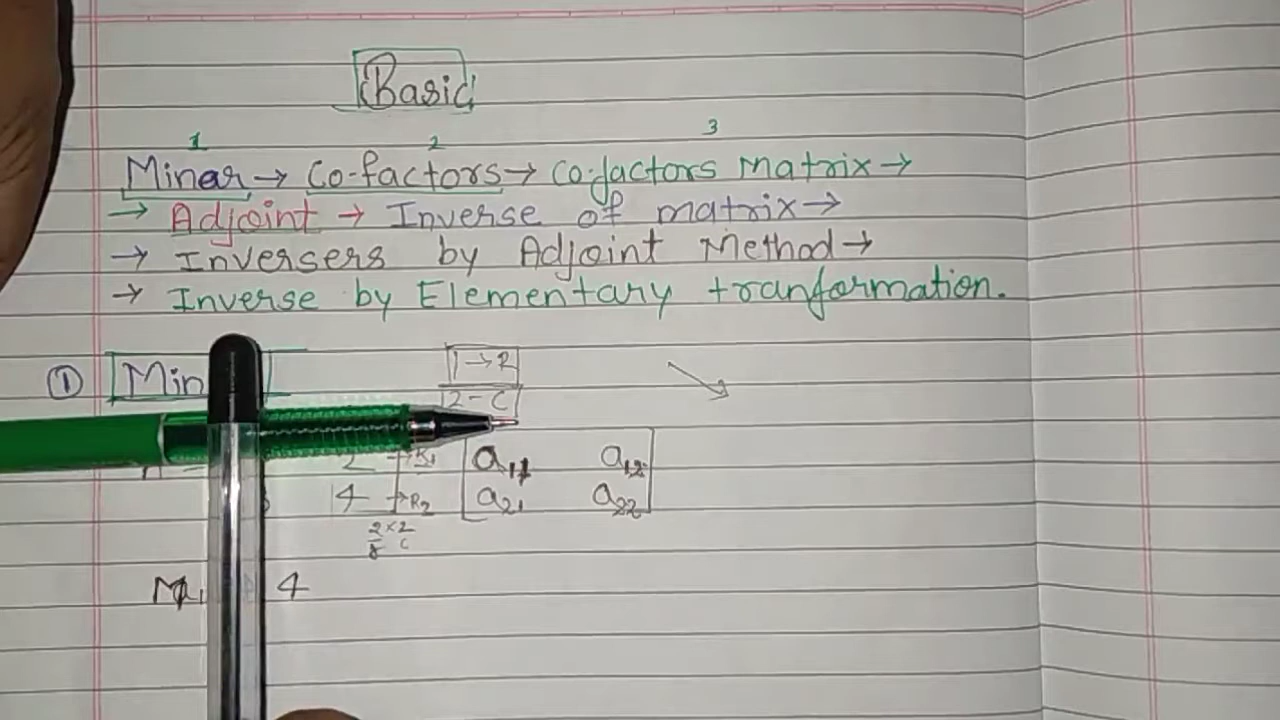 Basic
1 2 3
Minor → Co-factors → Co-factors Matrix →
→ Adjoint → Inverse of matrix →
→ Inversers by Adjoint Method →
→ Inverse by Elementary tranformation.
① Min
1 → R
2 - C
2 → R₁ a₁₁ a₁₂
4 → R₂ a₂₁ a₂₂
2 × 2
C
4